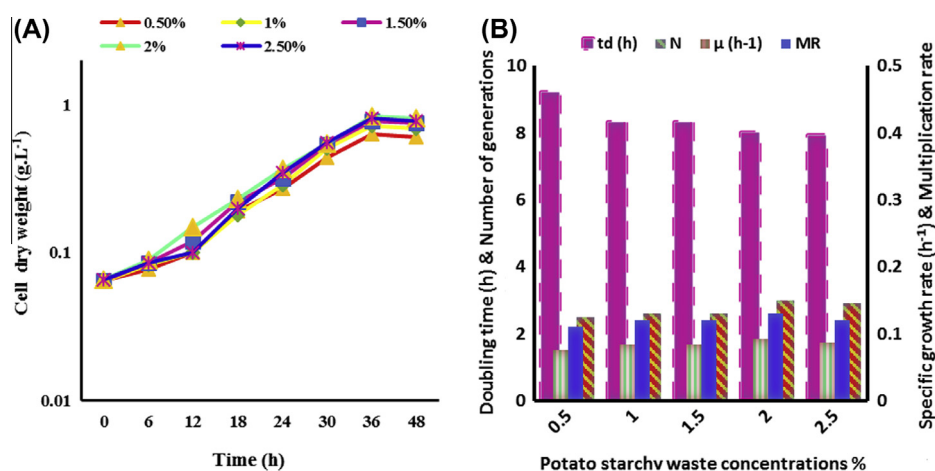 (A)
0.50%
1%
1.50%
2%
2.50%
Cell dry weight (g.L⁻¹)
1
0.1
0.01
0 6 12 18 24 30 36 48
Time (h)
(B)
td (h) N µ (h-1) MR
Doubling time (h) & Number of generations
10
8
6
4
2
0
0.5
0.4
0.3
0.2
0.1
0
Specific growth rate (h⁻¹) & Multiplication rate
0.5 1 1.5 2 2.5
Potato starchy waste concentrations %